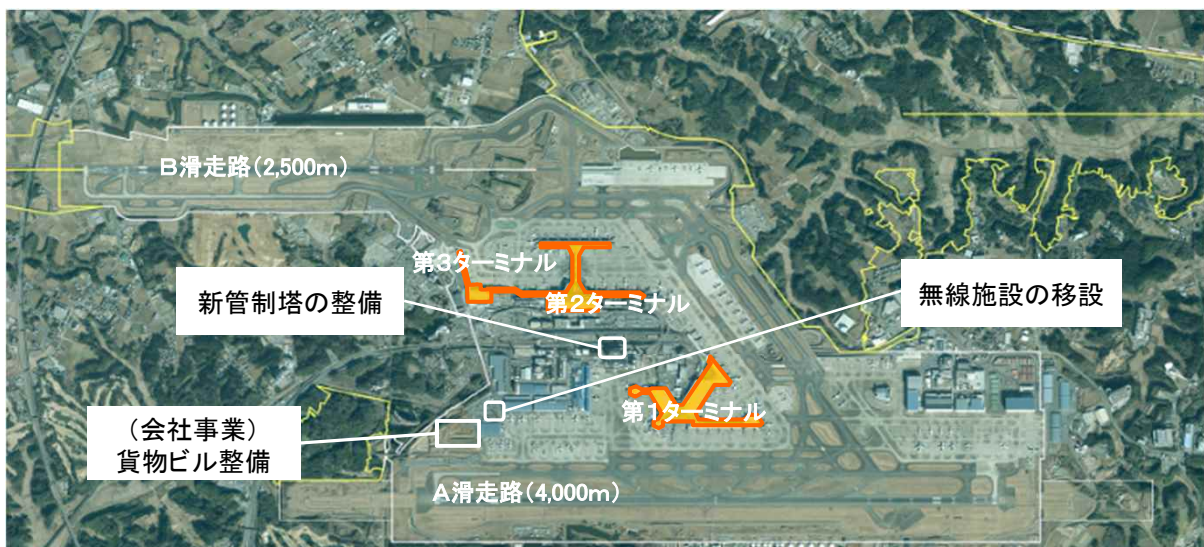 B滑走路(2,500m)
第3ターミナル
新管制塔の整備
第2ターミナル
無線施設の移設
第1ターミナル
(会社事業)
貨物ビル整備
A滑走路(4,000m)